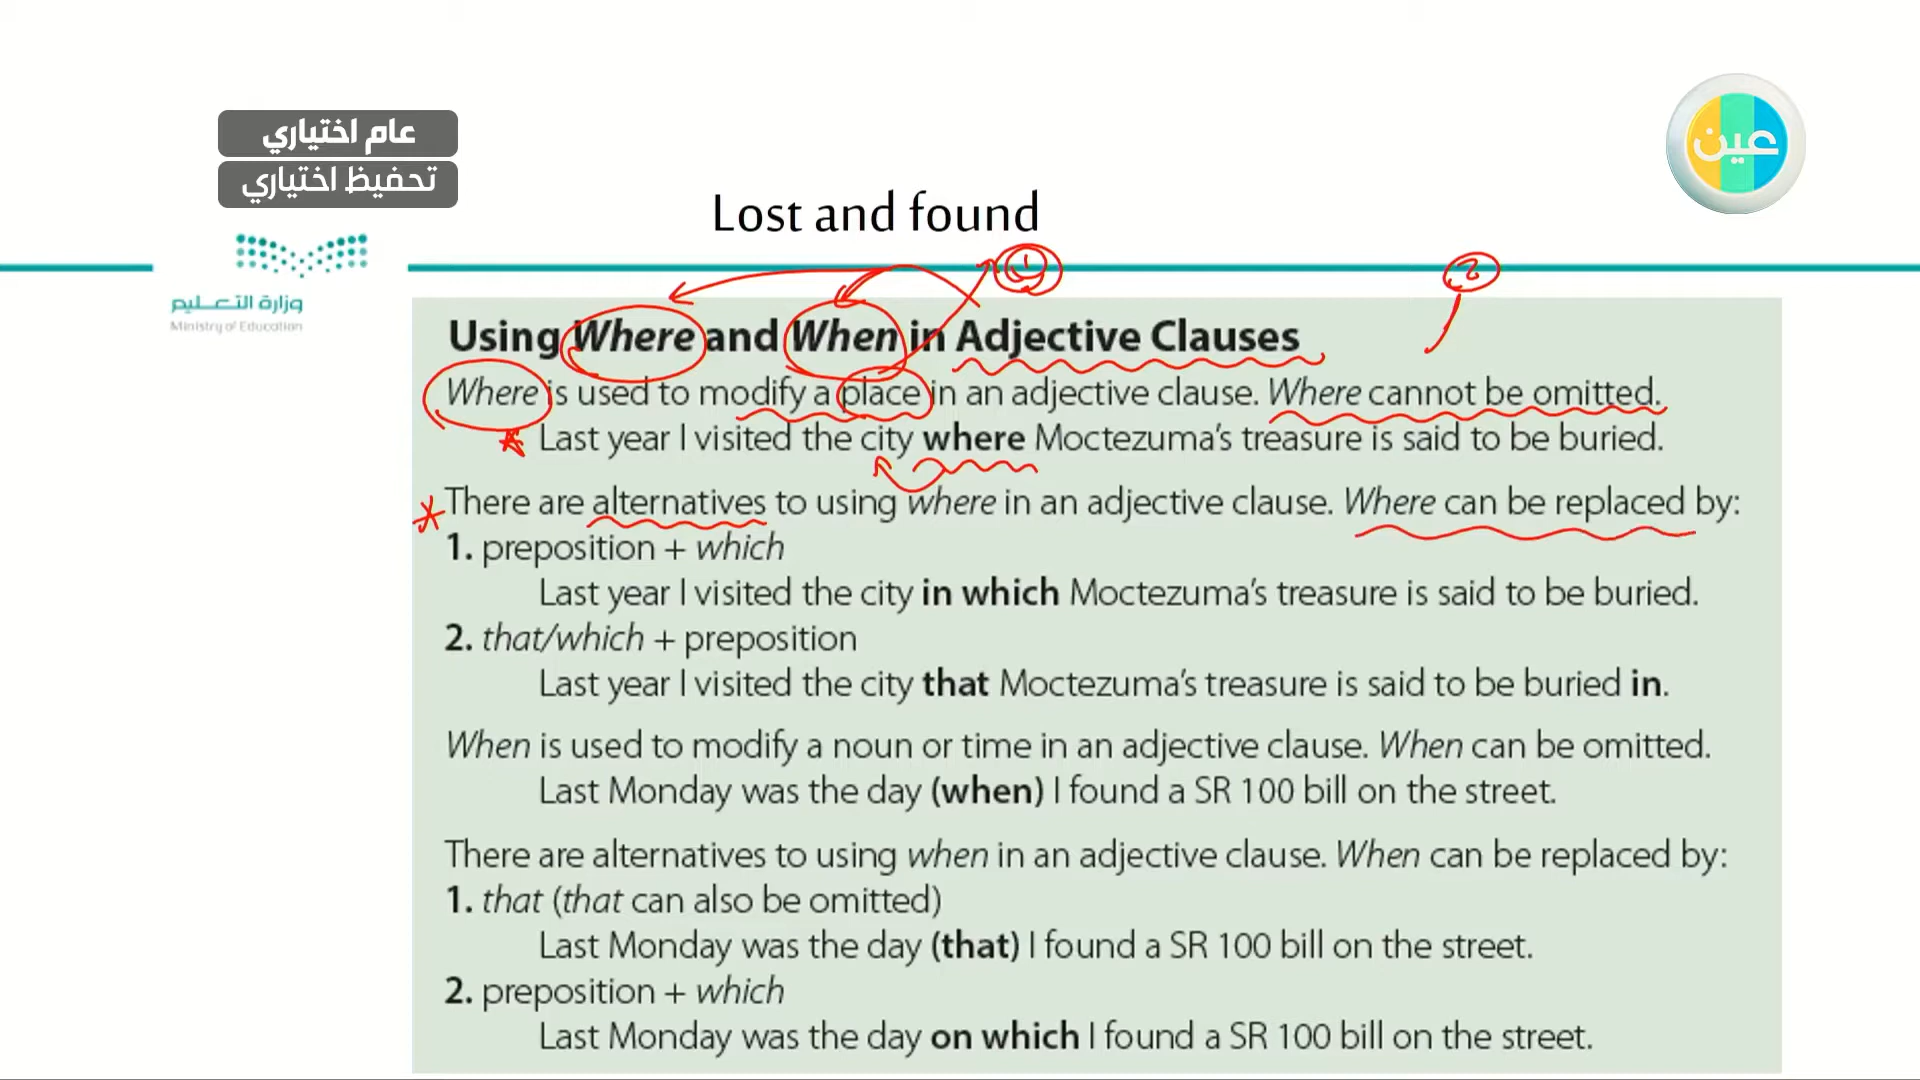 عام اختياري
تحفيظ اختياري
عين
Lost and found
وزارة التعليم
Ministry of Education
1
2
Using Where and When in Adjective Clauses
Where is used to modify a place in an adjective clause. Where cannot be omitted.
Last year I visited the city where Moctezuma's treasure is said to be buried.
There are alternatives to using where in an adjective clause. Where can be replaced by:
1. preposition + which
Last year I visited the city in which Moctezuma's treasure is said to be buried.
2. that/which + preposition
Last year I visited the city that Moctezuma's treasure is said to be buried in.
When is used to modify a noun or time in an adjective clause. When can be omitted.
Last Monday was the day (when) I found a SR 100 bill on the street.
There are alternatives to using when in an adjective clause. When can be replaced by:
1. that (that can also be omitted)
Last Monday was the day (that) I found a SR 100 bill on the street.
2. preposition + which
Last Monday was the day on which I found a SR 100 bill on the street.